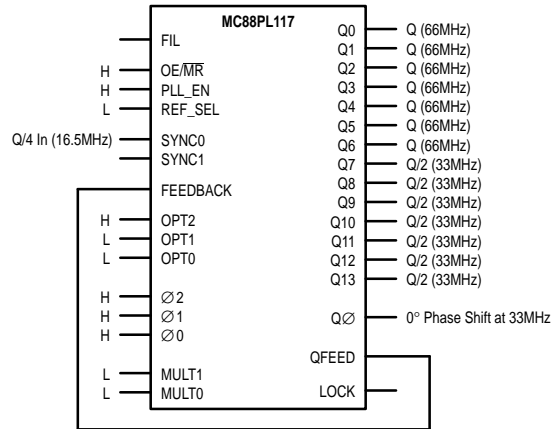 MC88PL117
FIL
H OE/MR
H PLL_EN
L REF_SEL
Q/4 In (16.5MHz) SYNC0
SYNC1
FEEDBACK
H OPT2
L OPT1
L OPT0
H ∅2
H ∅1
H ∅0
L MULT1
L MULT0
Q0 Q (66MHz)
Q1 Q (66MHz)
Q2 Q (66MHz)
Q3 Q (66MHz)
Q4 Q (66MHz)
Q5 Q (66MHz)
Q6 Q (66MHz)
Q7 Q/2 (33MHz)
Q8 Q/2 (33MHz)
Q9 Q/2 (33MHz)
Q10 Q/2 (33MHz)
Q11 Q/2 (33MHz)
Q12 Q/2 (33MHz)
Q13 Q/2 (33MHz)
Q∅ 0° Phase Shift at 33MHz
QFEED
LOCK